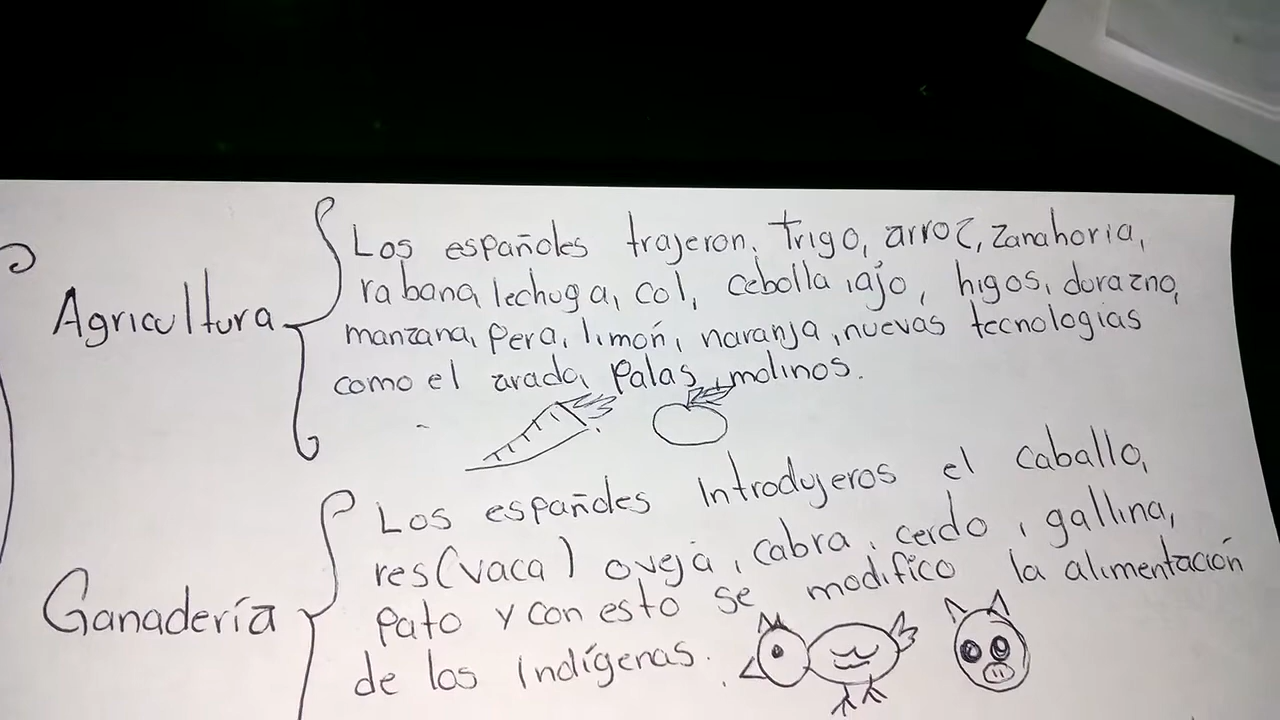 Agricultura
Los españoles trajeron, Trigo, arroz, zanahoria,
rabano, lechuga, col, cebolla, ajo, higos, durazno,
manzana, pera, limón, naranja, nuevas tecnologias
como el arado, palas, molinos.
Ganadería
Los españoles Introdujeros el caballo,
res(vaca) oveja, cabra, cerdo, gallina,
pato y con esto se modifico la alimentación
de los indígenas.